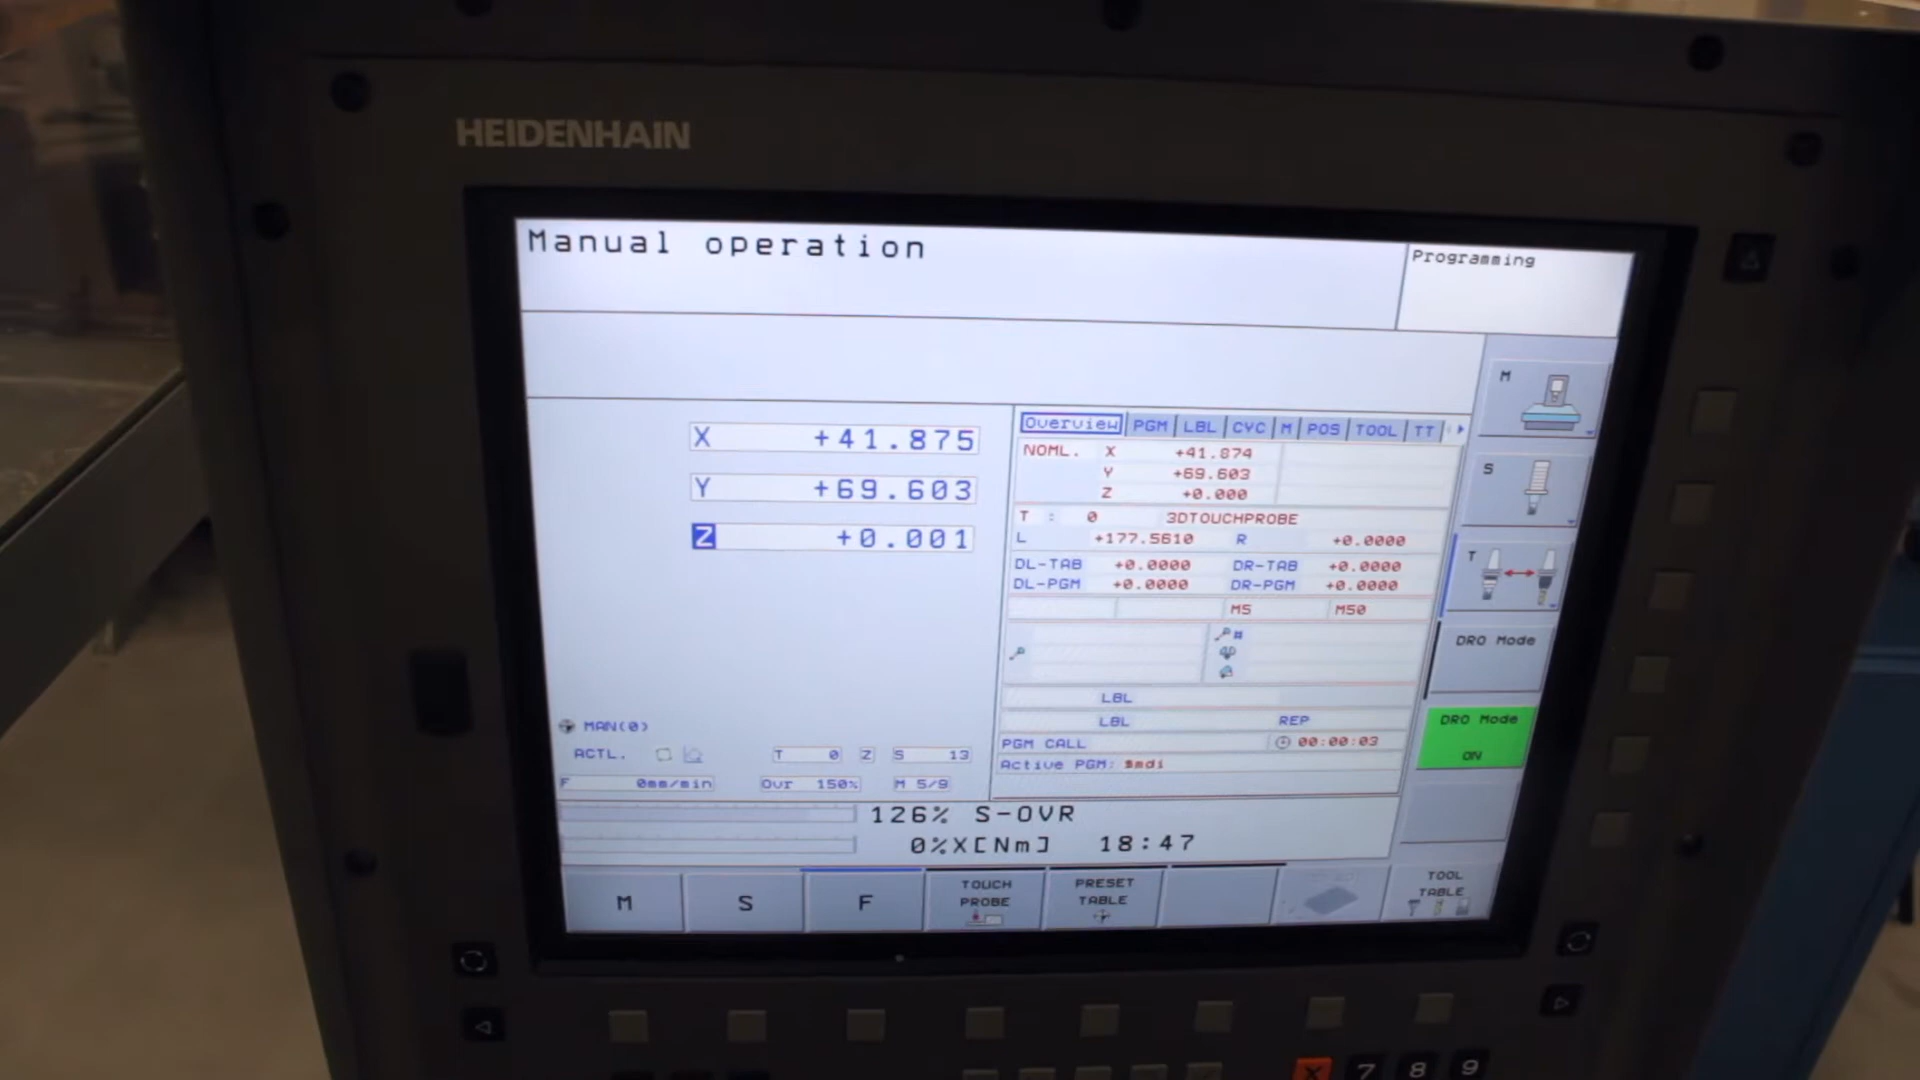 HEIDENHAIN
Manual operation
Programming
X +41.875
Y +69.603
Z +0.001
Overview PGM LBL CYC M POS TOOL TT
NOML. X +41.874
Y +69.603
Z +0.000
T : 0 3DTOUCHPROBE
L +177.5610 R +0.0000
DL-TAB +0.0000 DR-TAB +0.0000
DL-PGM +0.0000 DR-PGM +0.0000
M5 M50
LBL
LBL REP
PGM CALL 00:00:03
Active PGM: $mdi
MAN(0)
ACTL. T 0 Z S 13
F 0mm/min Ovr 150% M 5/9
126% S-OVR
0%X[Nm] 18:47
M
S
T
DRO Mode
DRO Mode
ON
M
S
F
TOUCH
PROBE
PRESET
TABLE
TOOL
TABLE
X 7 8 9